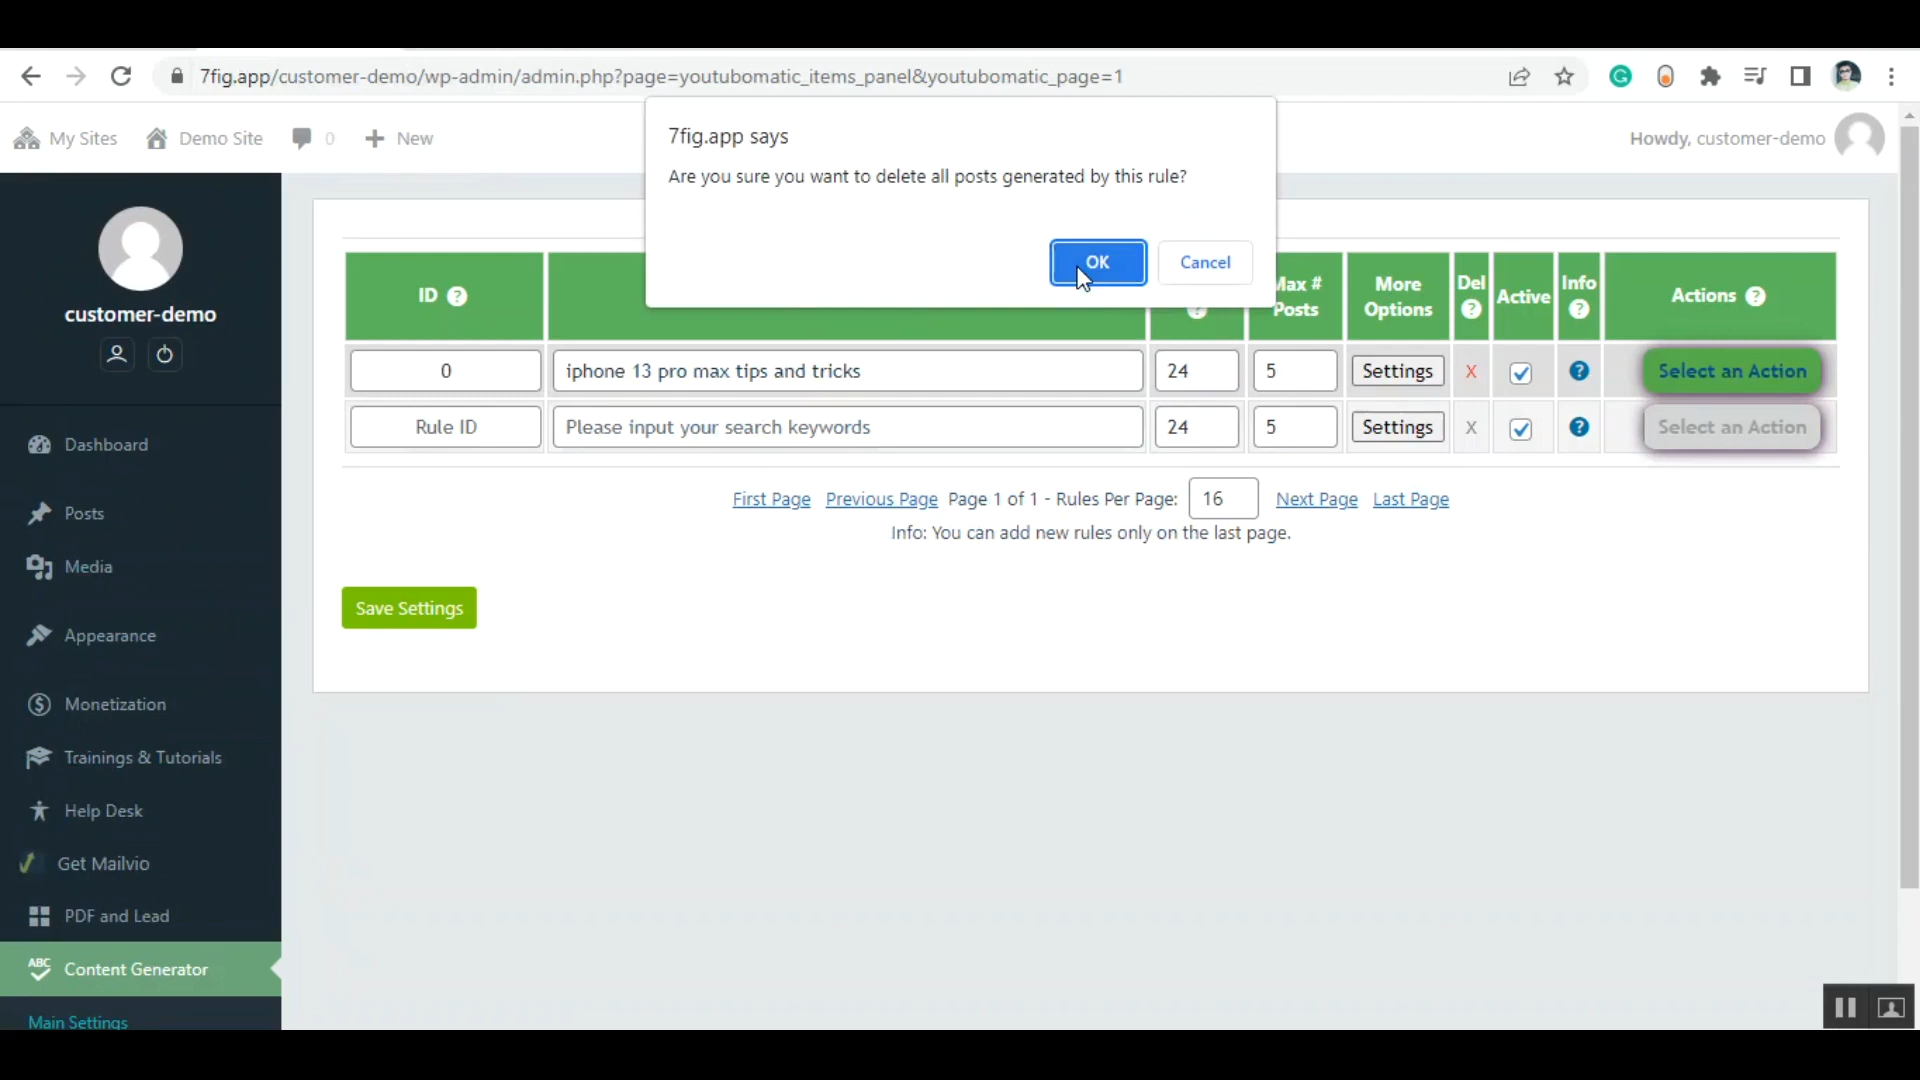 7fig.app/customer-demo/wp-admin/admin.php?page=youtubomatic_items_panel&youtubomatic_page=1
My Sites Demo Site 0 New
Howdy, customer-demo
7fig.app says
Are you sure you want to delete all posts generated by this rule?
OK Cancel
customer-demo
Dashboard
Posts
Media
Appearance
Monetization
Trainings & Tutorials
Help Desk
Get Mailvio
PDF and Lead
ABC
Content Generator
Main Settings
ID ? ? Max # Posts More Options Del ? Active Info ? Actions ?
0 iphone 13 pro max tips and tricks 24 5 Settings X ? Select an Action
Rule ID Please input your search keywords 24 5 Settings X ? Select an Action
First Page Previous Page Page 1 of 1 - Rules Per Page: 16 Next Page Last Page
Info: You can add new rules only on the last page.
Save Settings